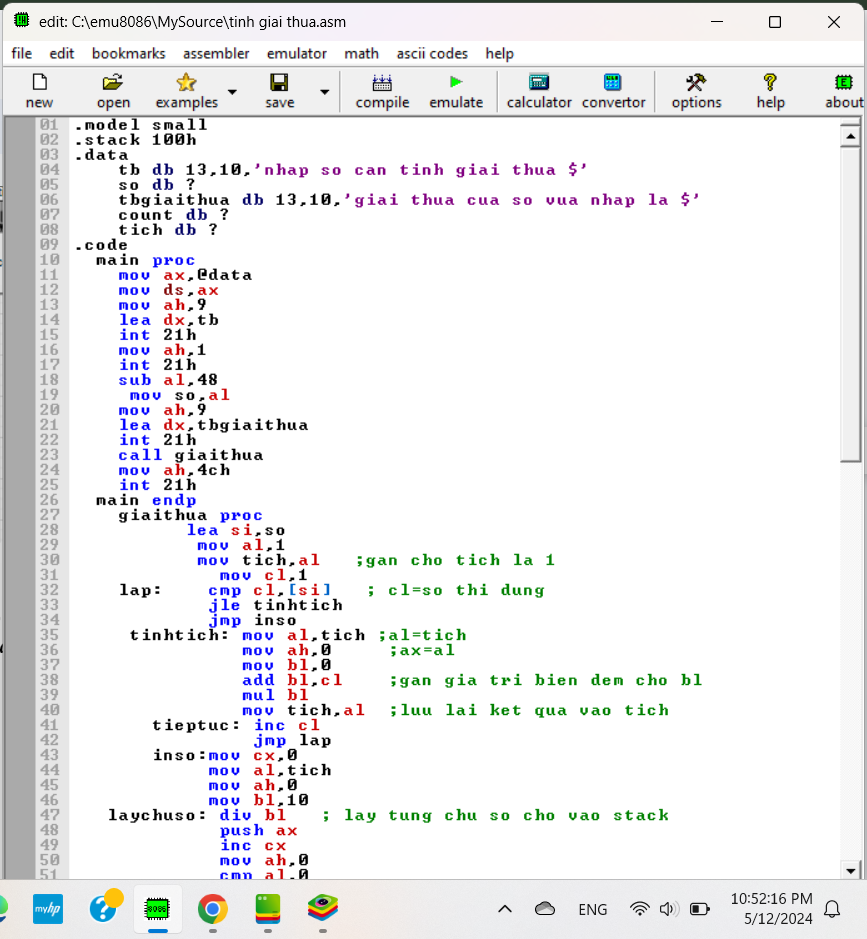 edit: C:\emu8086\MySource\tinh giai thua.asm
file edit bookmarks assembler emulator math ascii codes help
new open examples save compile emulate calculator convertor options help about
01 .model small
02 .stack 100h
03 .data
04 tb db 13,10,'nhap so can tinh giai thua $'
05 so db ?
06 tbgiaithua db 13,10,'giai thua cua so vua nhap la $'
07 count db ?
08 tich db ?
09 .code
10 main proc
11 mov ax,@data
12 mov ds,ax
13 mov ah,9
14 lea dx,tb
15 int 21h
16 mov ah,1
17 int 21h
18 sub al,48
19 mov so,al
20 mov ah,9
21 lea dx,tbgiaithua
22 int 21h
23 call giaithua
24 mov ah,4ch
25 int 21h
26 main endp
27 giaithua proc
28 lea si,so
29 mov al,1
30 mov tich,al ;gan cho tich la 1
31 mov cl,1
32 lap: cmp cl,[si] ; cl=so thi dung
33 jle tinhtich
34 jmp inso
35 tinhtich: mov al,tich ;al=tich
36 mov ah,0 ;ax=al
37 mov bl,0
38 add bl,cl ;gan gia tri bien dem cho bl
39 mul bl
40 mov tich,al ;luu lai ket qua vao tich
41 tieptuc: inc cl
42 jmp lap
43 inso:mov cx,0
44 mov al,tich
45 mov ah,0
46 mov bl,10
47 laychuso: div bl ; lay tung chu so cho vao stack
48 push ax
49 inc cx
50 mov ah,0
51 cmp al,0
myhp
8086
ENG
10:52:16 PM
5/12/2024